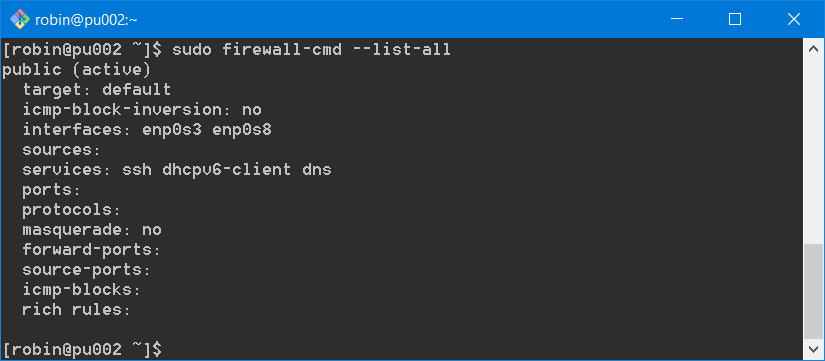 robin@pu002:~
[robin@pu002 ~]$ sudo firewall-cmd --list-all
public (active)
  target: default
  icmp-block-inversion: no
  interfaces: enp0s3 enp0s8
  sources:
  services: ssh dhcpv6-client dns
  ports:
  protocols:
  masquerade: no
  forward-ports:
  source-ports:
  icmp-blocks:
  rich rules:

[robin@pu002 ~]$